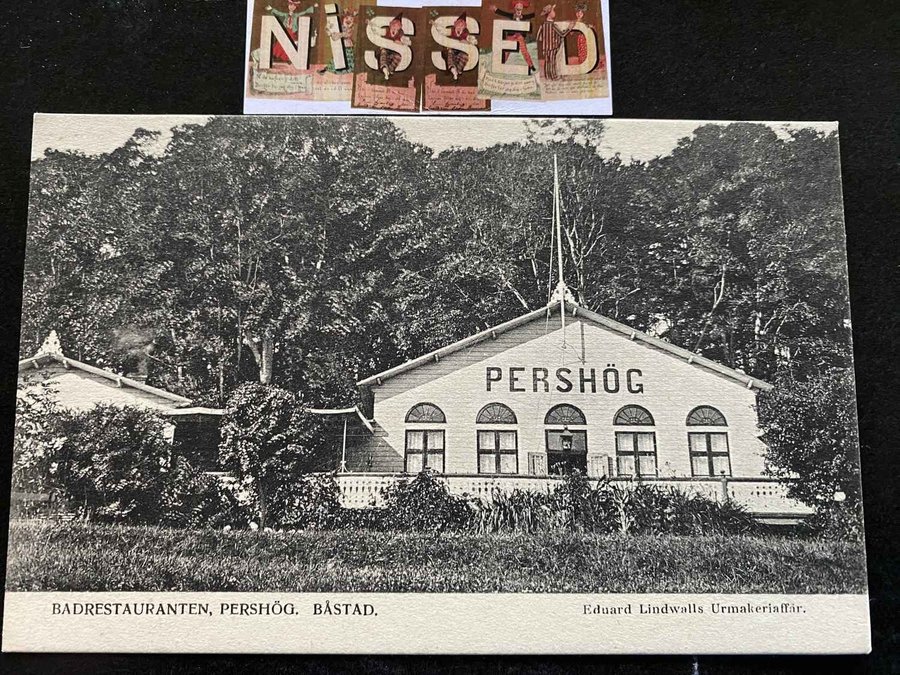 NiSSED
PERSHÖG
BADRESTAURANTEN, PERSHÖG. BÅSTAD.
Eduard Lindwalls Urmakeriaffär.